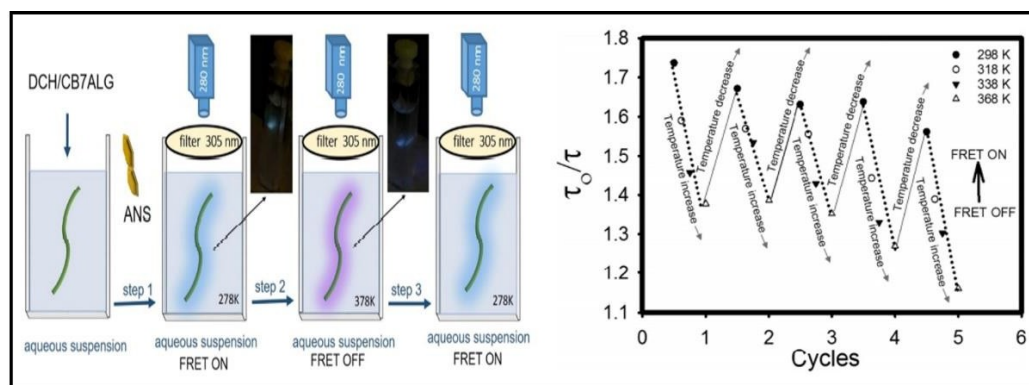 DCH/CB7ALG
ANS
280 nm
filter 305 nm
280 nm
filter 305 nm
280 nm
filter 305 nm
step 1
278K
step 2
378K
step 3
278K
aqueous suspension
aqueous suspension
FRET ON
aqueous suspension
FRET OFF
aqueous suspension
FRET ON
1.8
1.7
1.6
1.5
1.4
1.3
1.2
1.1
τO/τ
298 K
318 K
338 K
368 K
Temperature increase
Temperature decrease
Temperature increase
Temperature decrease
Temperature increase
Temperature decrease
Temperature increase
Temperature decrease
Temperature increase
FRET ON
FRET OFF
0 1 2 3 4 5 6
Cycles